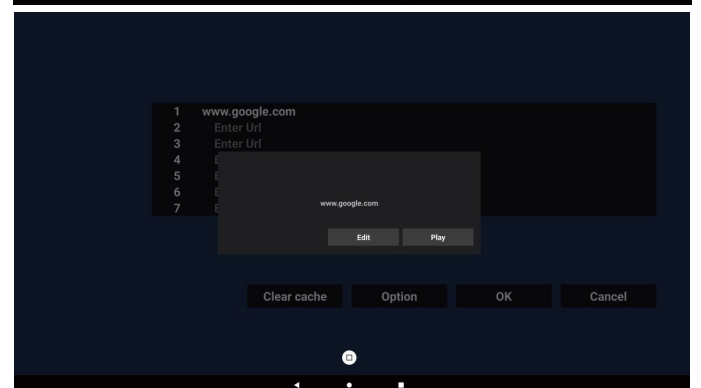 1 www.google.com
2 Enter Url
3 Enter Url
4 E
5 E
6 E
7 E
www.google.com
Edit Play
Clear cache Option OK Cancel